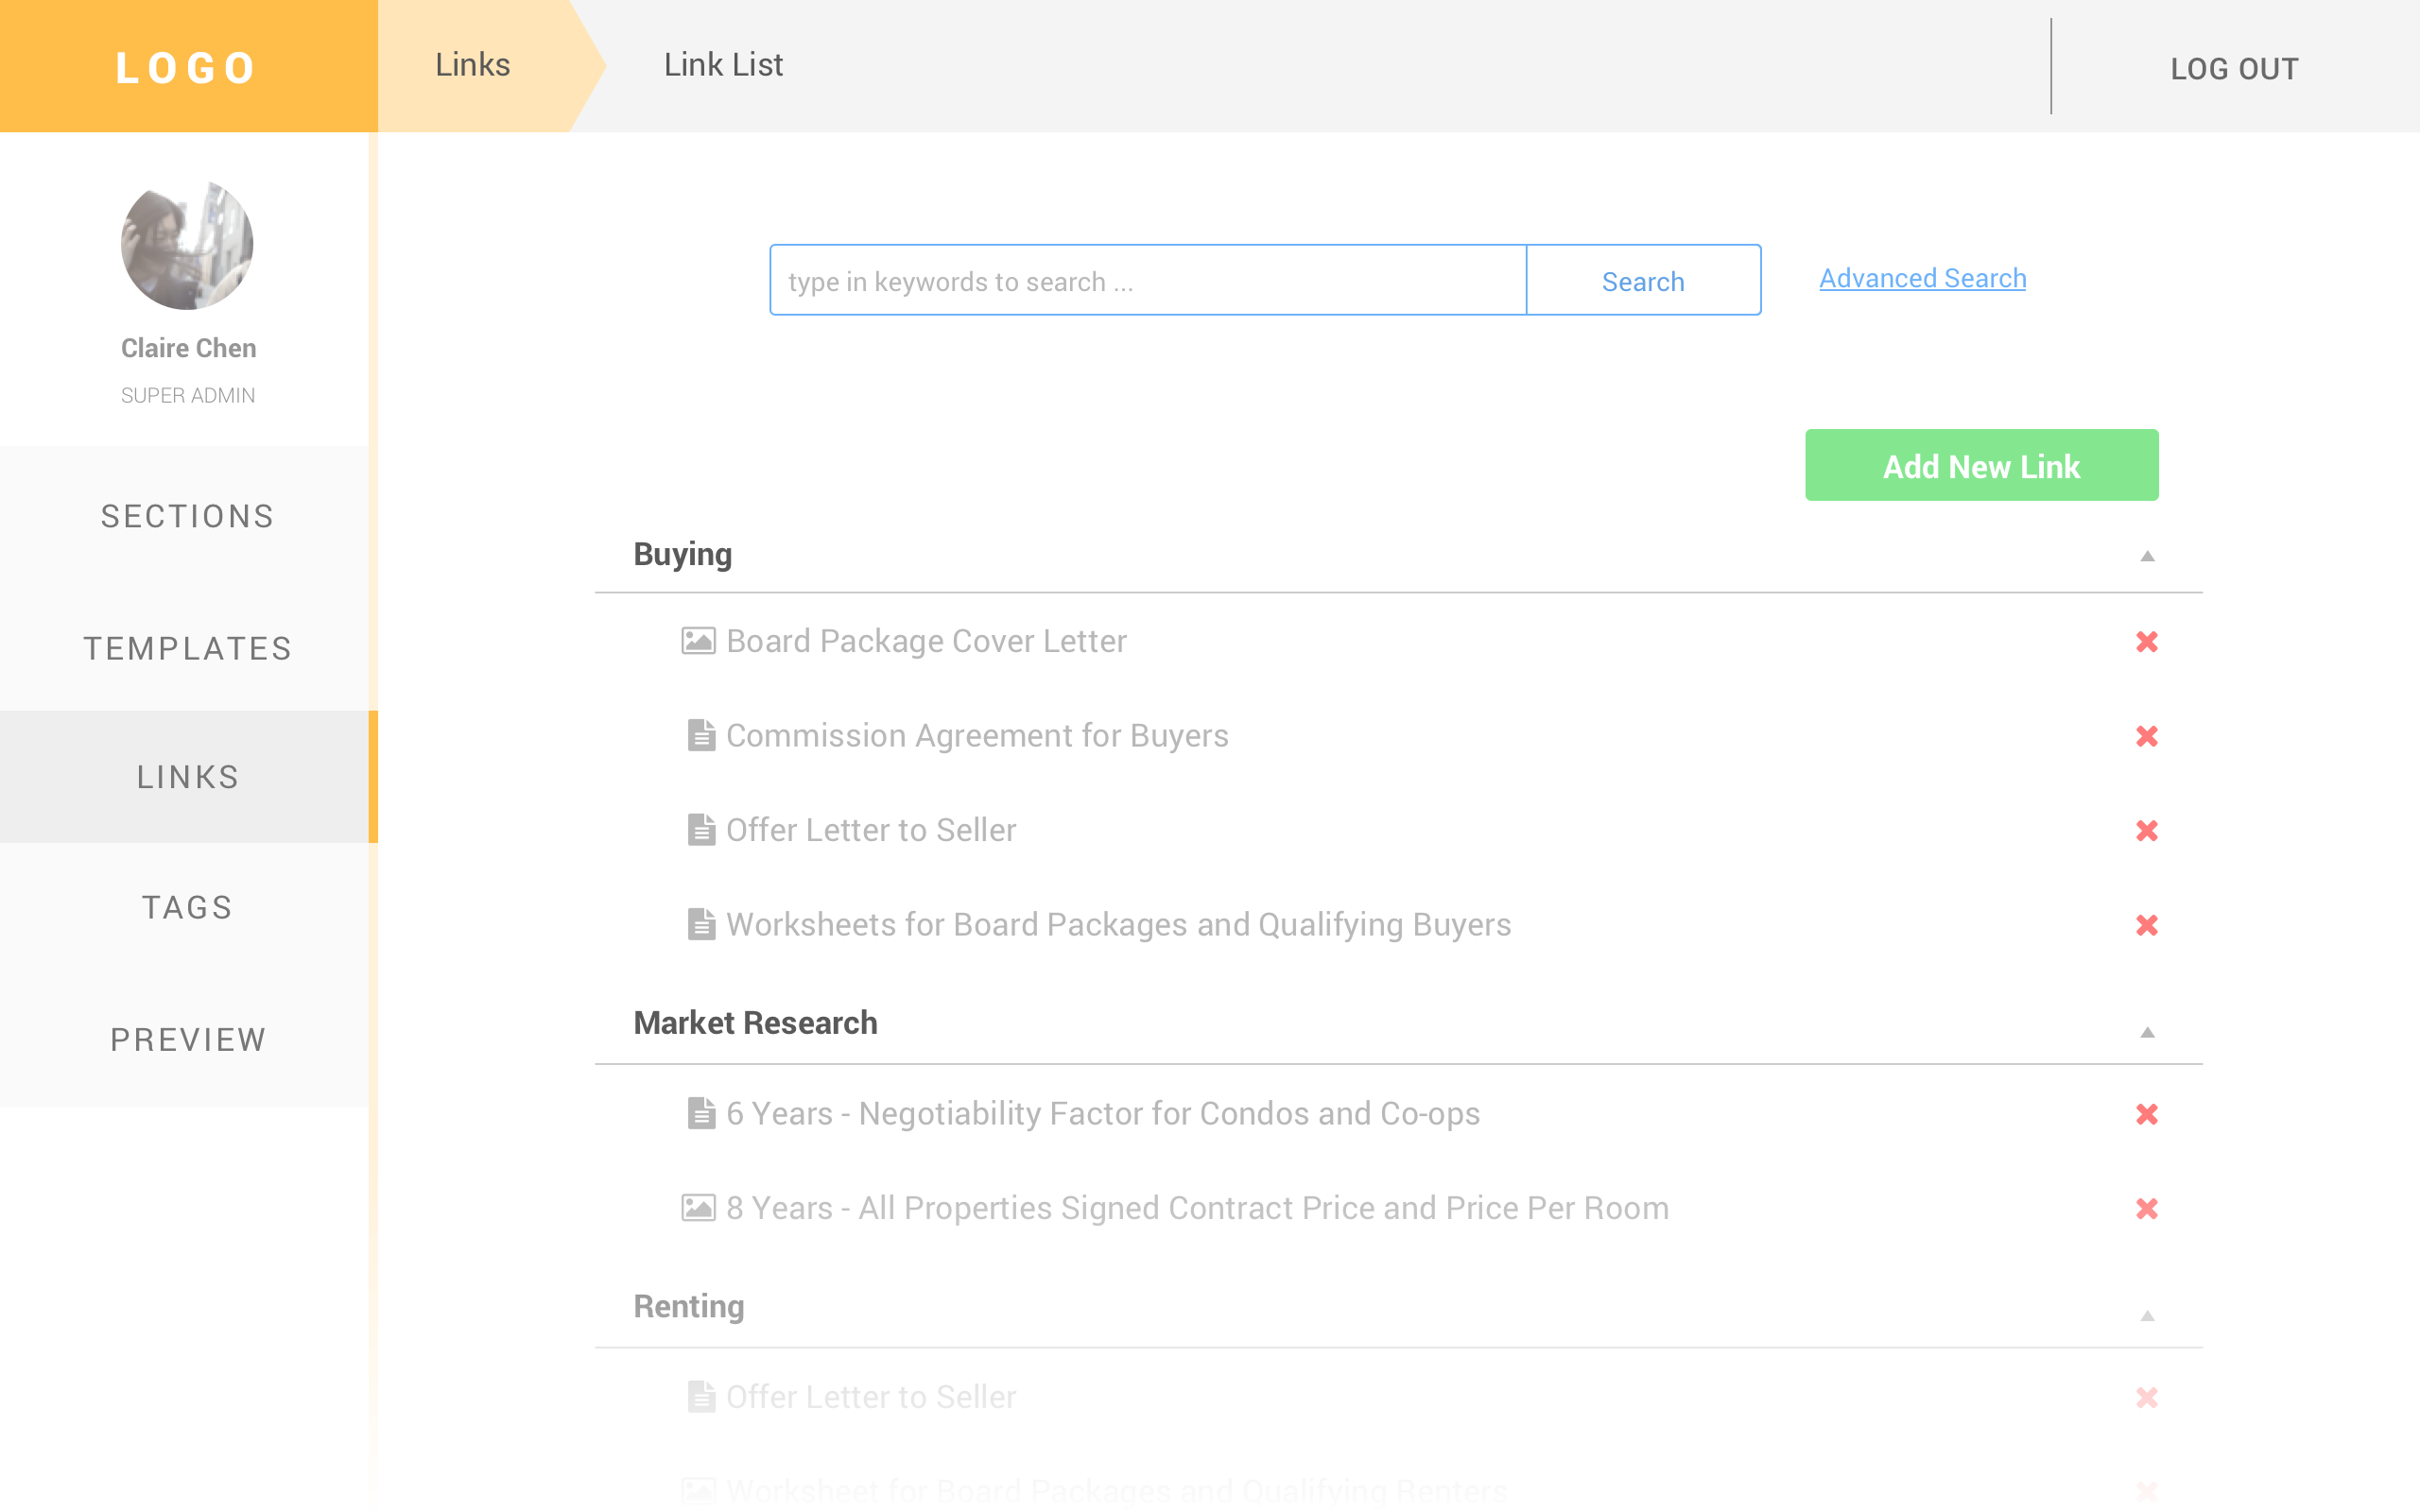 LOGO
Links
Link List
LOG OUT
Claire Chen
SUPER ADMIN
SECTIONS
TEMPLATES
LINKS
TAGS
PREVIEW
type in keywords to search ...
Search
Advanced Search
Add New Link
Buying
Board Package Cover Letter
Commission Agreement for Buyers
Offer Letter to Seller
Worksheets for Board Packages and Qualifying Buyers
Market Research
6 Years - Negotiability Factor for Condos and Co-ops
8 Years - All Properties Signed Contract Price and Price Per Room
Renting
Offer Letter to Seller
Worksheet for Board Packages and Qualifying Renters